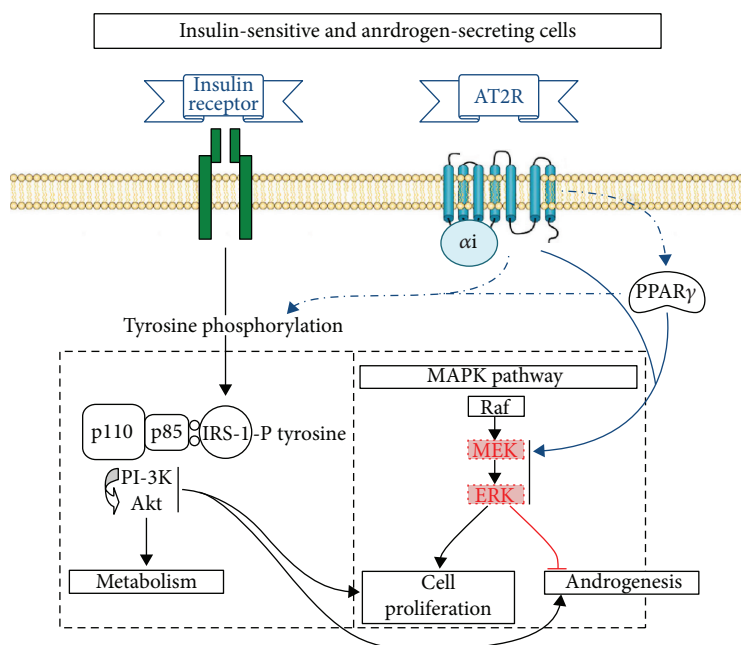 Insulin-sensitive and anrdrogen-secreting cells
Insulin
receptor
AT2R
αi
PPARγ
Tyrosine phosphorylation
MAPK pathway
Raf
MEK
ERK
p110
p85
IRS-1
-P tyrosine
PI-3K
Akt
Metabolism
Cell
proliferation
Androgenesis